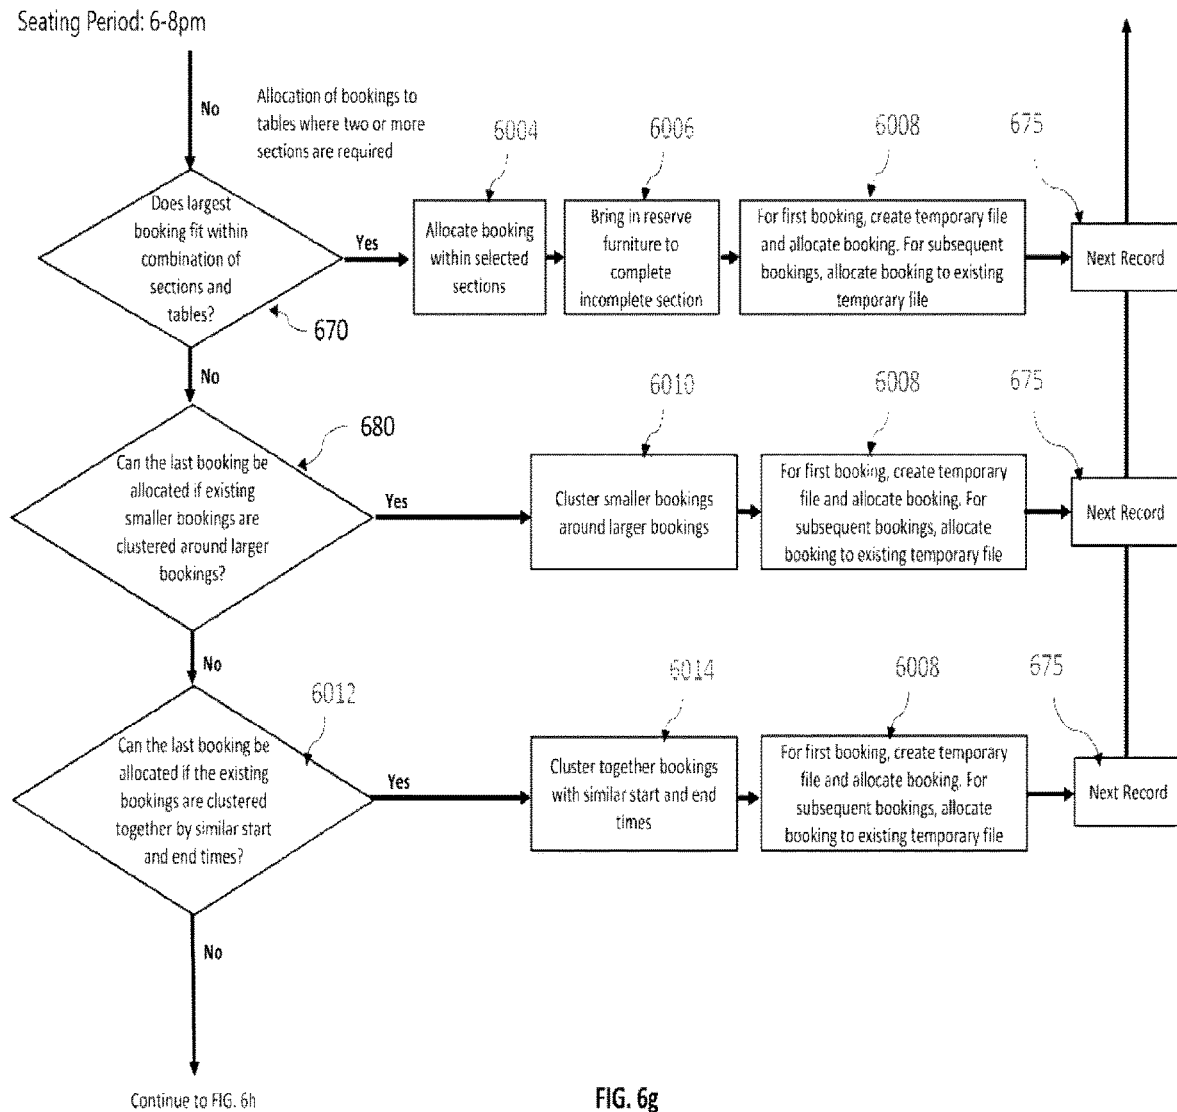 Seating Period: 6-8pm
No
Allocation of bookings to
tables where two or more
sections are required
6004
6006
6008
675
Does largest
booking fit within
combination of
sections and
tables?
Yes
Allocate booking
within selected
sections
Bring in reserve
furniture to
complete
incomplete section
For first booking, create temporary file
and allocate booking. For subsequent
bookings, allocate booking to existing
temporary file
Next Record
670
No
6010
6008
675
680
Can the last booking be
allocated if existing
smaller bookings are
clustered around larger
bookings?
Yes
Cluster smaller bookings
around larger bookings
For first booking, create temporary
file and allocate booking. For
subsequent bookings, allocate
booking to existing temporary file
Next Record
No
6012
6014
6008
675
Can the last booking be
allocated if the existing
bookings are clustered
together by similar start
and end times?
Yes
Cluster together bookings
with similar start and end
times
For first booking, create temporary
file and allocate booking. For
subsequent bookings, allocate
booking to existing temporary file
Next Record
No
Continue to FIG. 6h
FIG. 6g